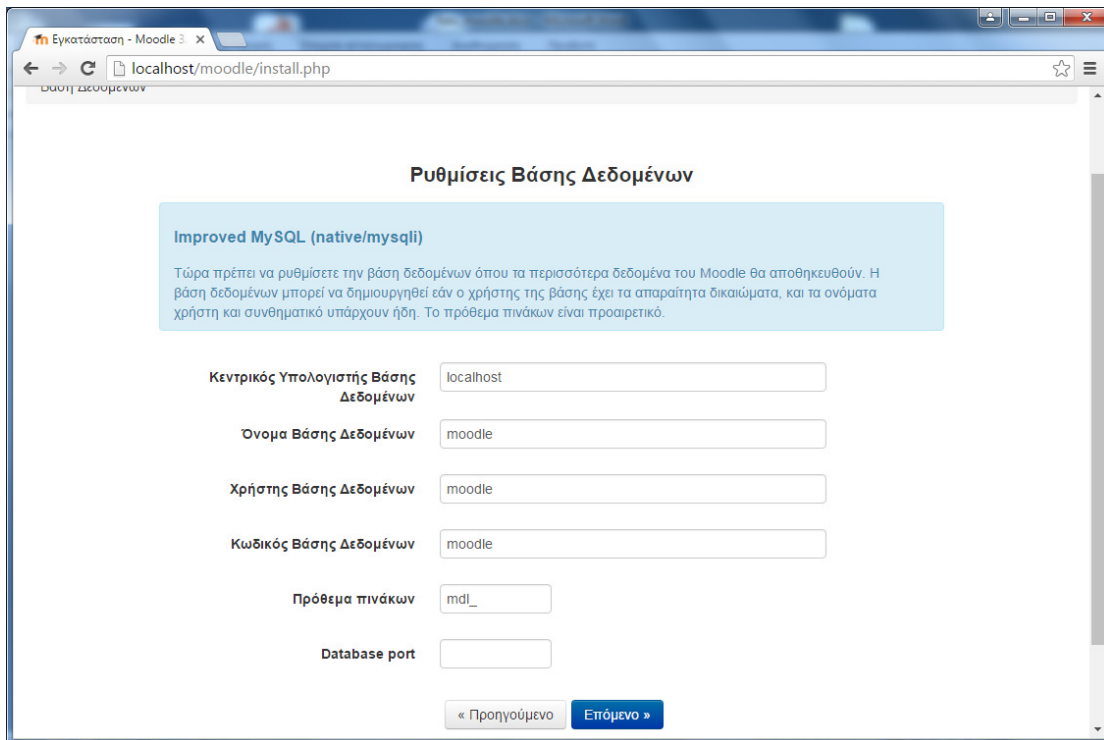 Εγκατάσταση - Moodle 3.
localhost/moodle/install.php
Βάση Δεδομένων
Ρυθμίσεις Βάσης Δεδομένων
Improved MySQL (native/mysqli)
Τώρα πρέπει να ρυθμίσετε την βάση δεδομένων όπου τα περισσότερα δεδομένα του Moodle θα αποθηκευθούν. Η
βάση δεδομένων μπορεί να δημιουργηθεί εάν ο χρήστης της βάσης έχει τα απαραίτητα δικαιώματα, και τα ονόματα
χρήστη και συνθηματικό υπάρχουν ήδη. Το πρόθεμα πινάκων είναι προαιρετικό.
Κεντρικός Υπολογιστής Βάσης
Δεδομένων
localhost
Όνομα Βάσης Δεδομένων moodle
Χρήστης Βάσης Δεδομένων moodle
Κωδικός Βάσης Δεδομένων moodle
Πρόθεμα πινάκων mdl_
Database port
« Προηγούμενο Επόμενο »